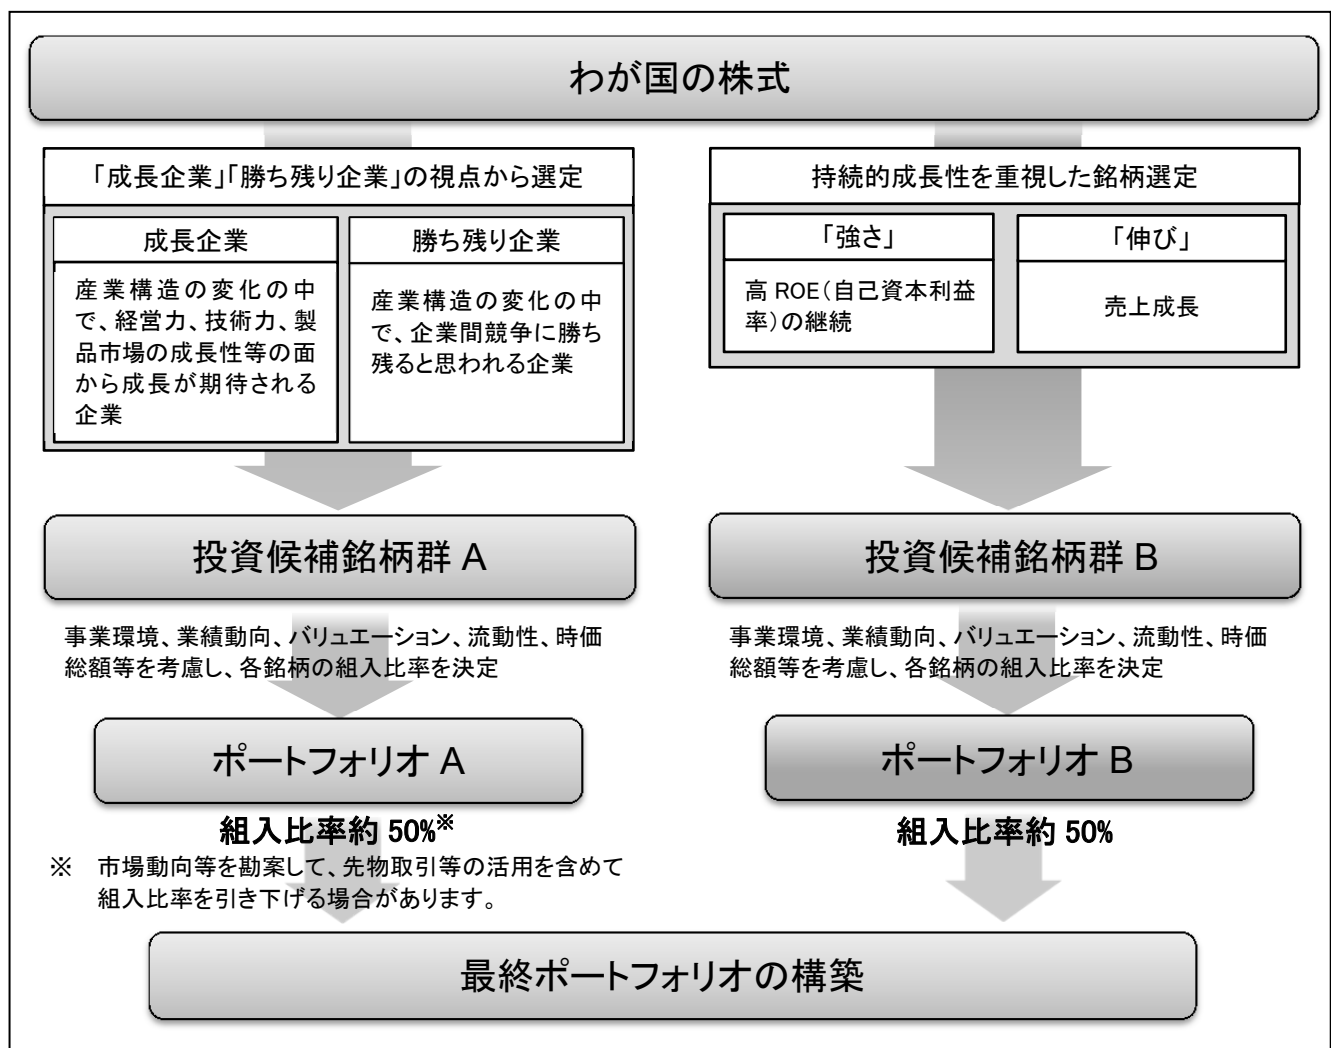 わが国の株式
「成長企業」「勝ち残り企業」の視点から選定
成長企業
産業構造の変化の中
で、経営力、技術力、製
品市場の成長性等の面
から成長が期待される
企業
勝ち残り企業
産業構造の変化の中
で、企業間競争に勝ち
残ると思われる企業
持続的成長性を重視した銘柄選定
「強さ」
高 ROE(自己資本利益
率)の継続
「伸び」
売上成長
投資候補銘柄群 A
事業環境、業績動向、バリュエーション、流動性、時価
総額等を考慮し、各銘柄の組入比率を決定
ポートフォリオ A
組入比率約 50%※
※ 市場動向等を勘案して、先物取引等の活用を含めて
組入比率を引き下げる場合があります。
投資候補銘柄群 B
事業環境、業績動向、バリュエーション、流動性、時価
総額等を考慮し、各銘柄の組入比率を決定
ポートフォリオ B
組入比率約 50%
最終ポートフォリオの構築